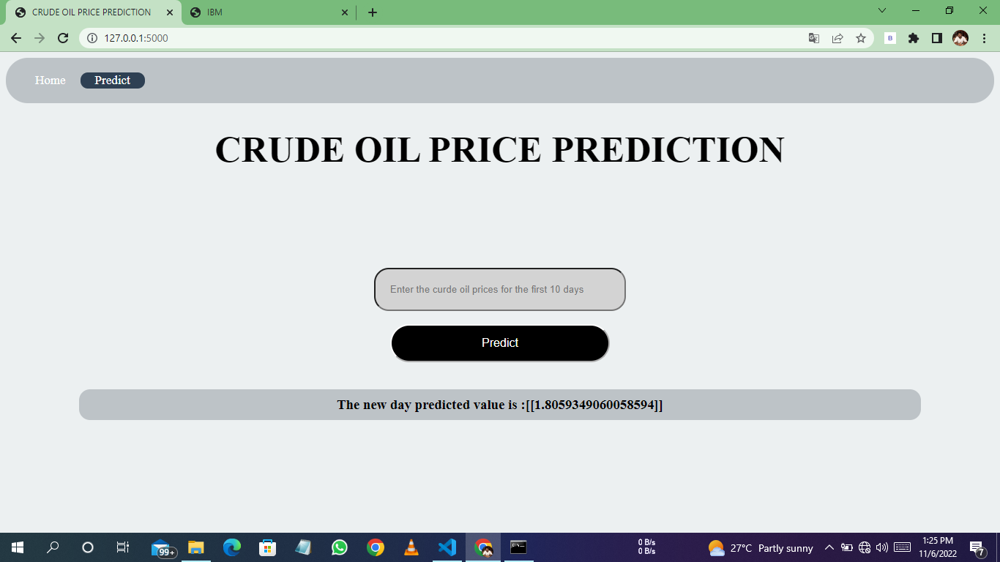 CRUDE OIL PRICE PREDICTION
IBM
127.0.0.1:5000
B
Home
Predict
CRUDE OIL PRICE PREDICTION
Enter the curde oil prices for the first 10 days
Predict
The new day predicted value is :[[1.8059349060058594]]
99+
0 B/s
0 B/s
27°C Partly sunny
1:25 PM
11/6/2022
7